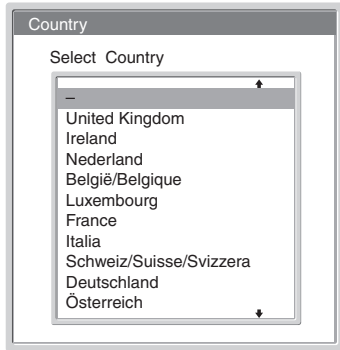 Country
Select Country
–
United Kingdom
Ireland
Nederland
België/Belgique
Luxembourg
France
Italia
Schweiz/Suisse/Svizzera
Deutschland
Österreich